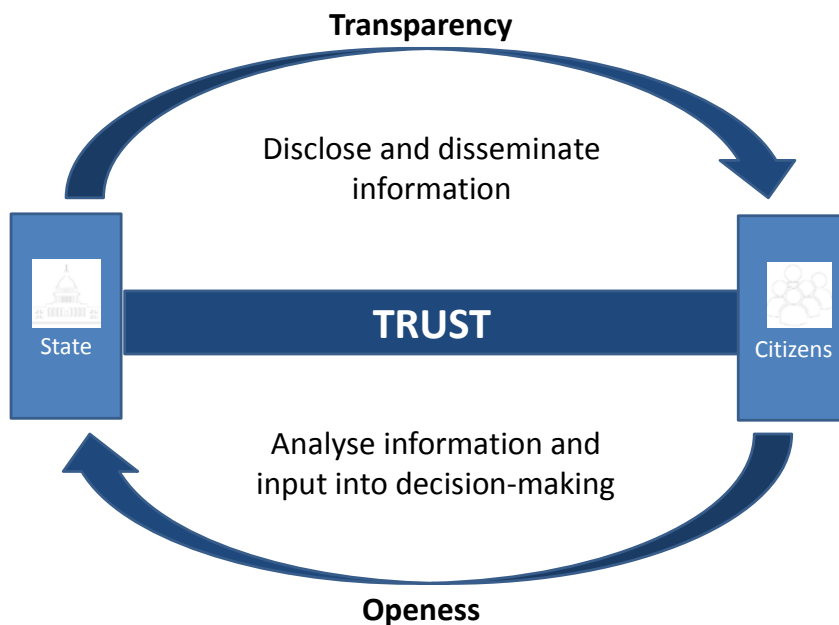 Transparency
Disclose and disseminate
information
State
TRUST
Citizens
Analyse information and
input into decision-making
Openess